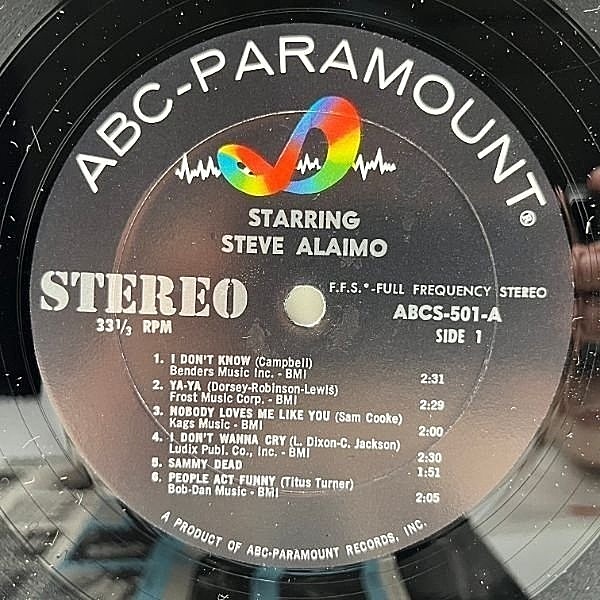 ABC-PARAMOUNT®
STARRING
STEVE ALAIMO
STEREO
33⅓ RPM
F.F.S.*-FULL FREQUENCY STEREO
ABCS-501-A
SIDE 1
1. I DON'T KNOW (Campbell)
Benders Music Inc. - BMI 2:31
2. YA-YA (Dorsey-Robinson-Lewis)
Frost Music Corp. - BMI 2:29
3. NOBODY LOVES ME LIKE YOU (Sam Cooke)
Kags Music - BMI 2:00
4. I DON'T WANNA CRY (L. Dixon-C. Jackson)
Ludix Publ. Co., Inc. - BMI 2:30
5. SAMMY DEAD 1:51
6. PEOPLE ACT FUNNY (Titus Turner)
Bob-Dan Music - BMI 2:05
A PRODUCT OF ABC-PARAMOUNT RECORDS, INC.